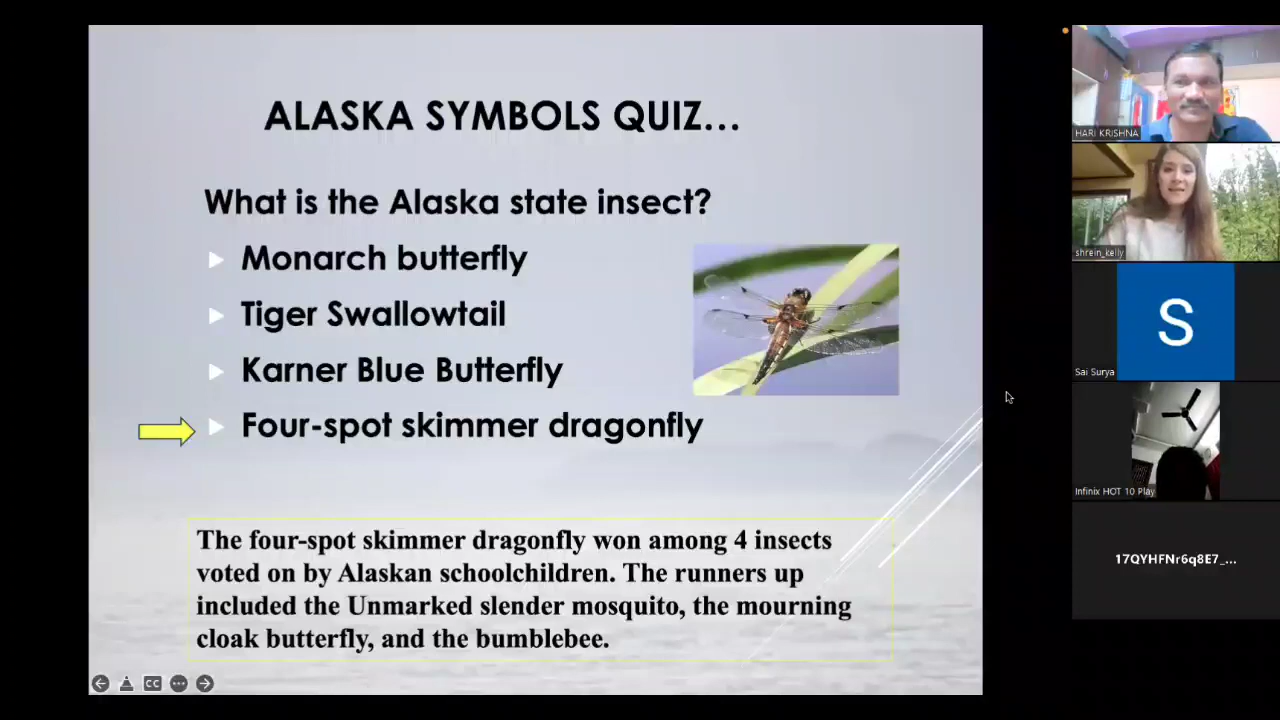 ALASKA SYMBOLS QUIZ...
What is the Alaska state insect?
Monarch butterfly
Tiger Swallowtail
Karner Blue Butterfly
Four-spot skimmer dragonfly
The four-spot skimmer dragonfly won among 4 insects
voted on by Alaskan schoolchildren. The runners up
included the Unmarked slender mosquito, the mourning
cloak butterfly, and the bumblebee.
CC
HARI KRISHNA
shrein_kelly
S
Sai Surya
Infinix HOT 10 Play
17QYHFNr6q8E7_...